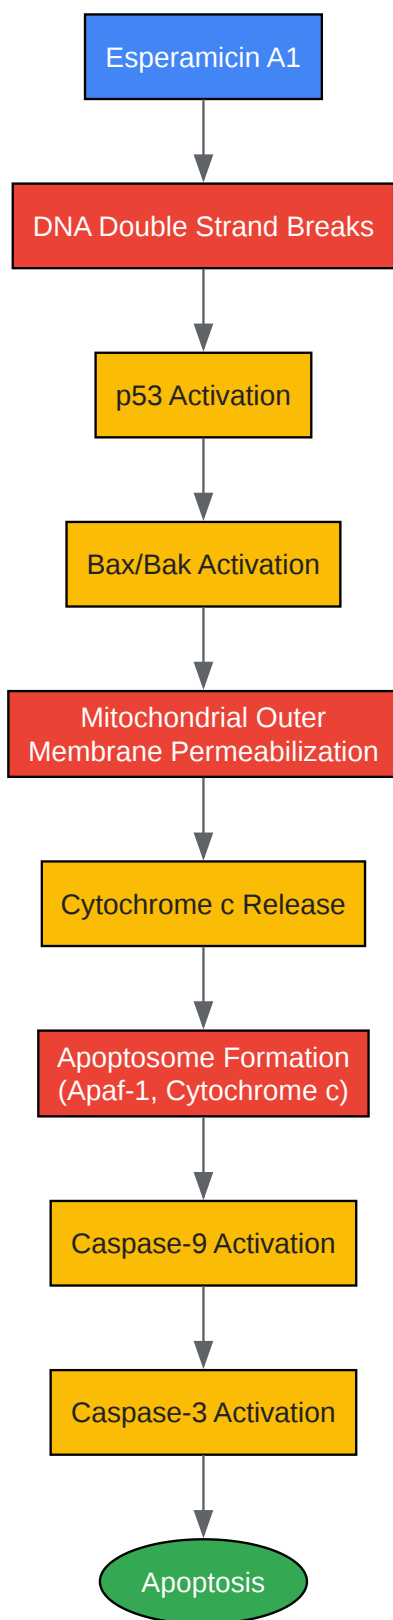 Esperamicin A1
DNA Double Strand Breaks
p53 Activation
Bax/Bak Activation
Mitochondrial Outer
Membrane Permeabilization
Cytochrome c Release
Apoptosome Formation
(Apaf-1, Cytochrome c)
Caspase-9 Activation
Caspase-3 Activation
Apoptosis